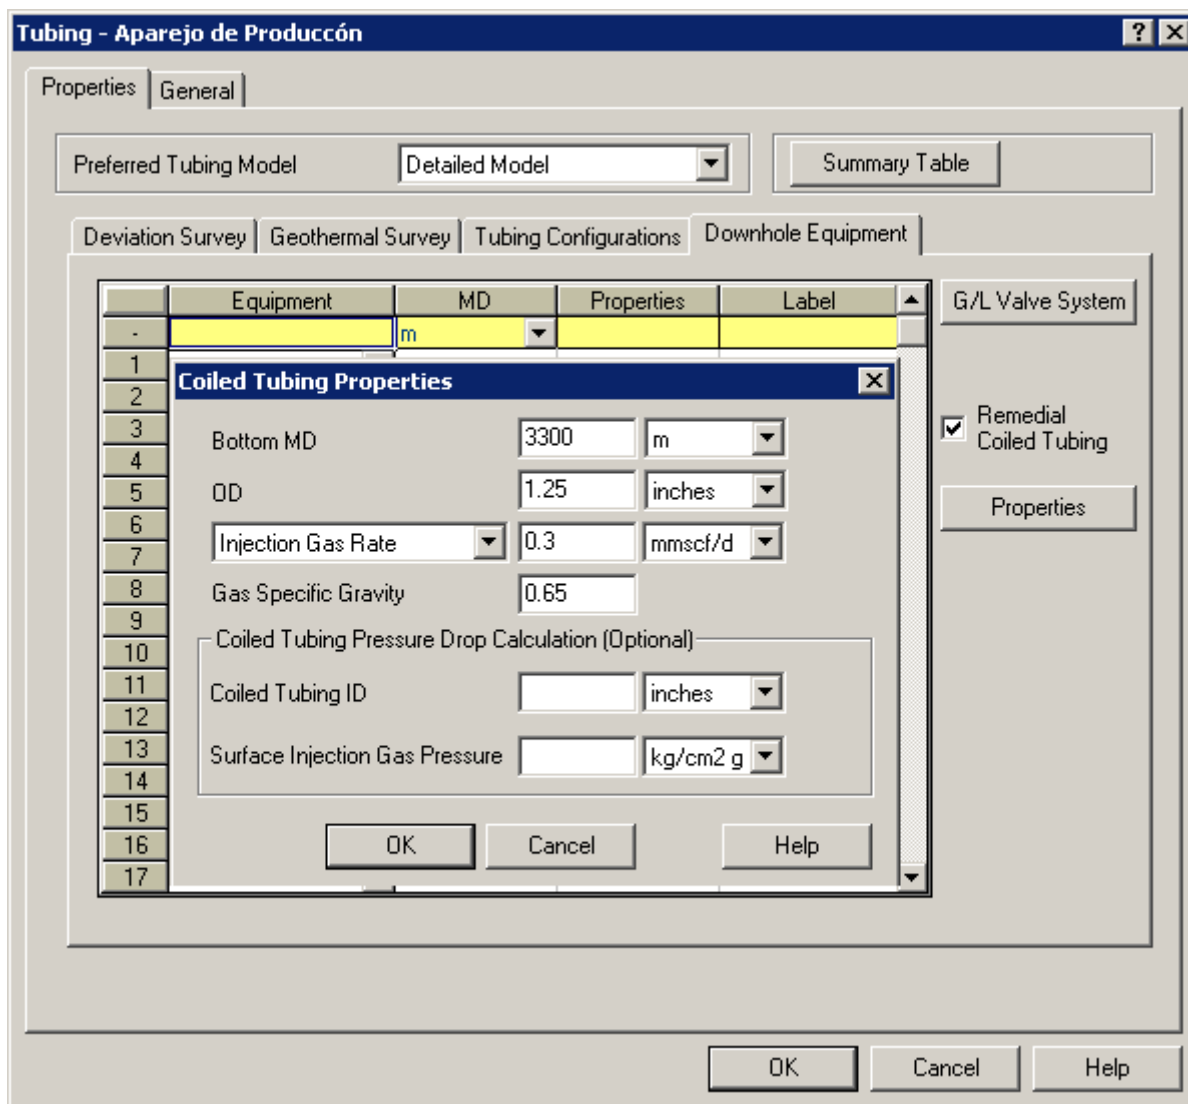 Tubing - Aparejo de Produccón
Properties General
Preferred Tubing Model Detailed Model Summary Table
Deviation Survey Geothermal Survey Tubing Configurations Downhole Equipment
Equipment MD Properties Label G/L Valve System
- m
1
Coiled Tubing Properties
2
3
4
5
6
7
8
9
10
11
12
13
14
15
16
17
Bottom MD 3300 m
OD 1.25 inches
Injection Gas Rate 0.3 mmscf/d
Gas Specific Gravity 0.65
Coiled Tubing Pressure Drop Calculation (Optional)
Coiled Tubing ID inches
Surface Injection Gas Pressure kg/cm2 g
OK Cancel Help
Remedial
Coiled Tubing
Properties
OK Cancel Help